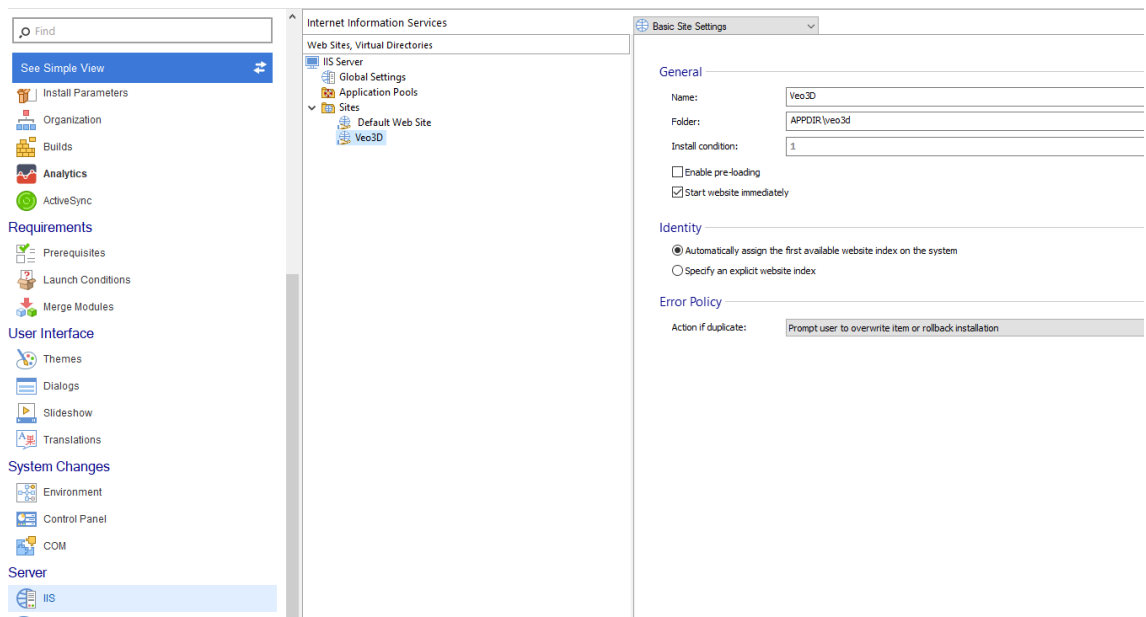 Find
See Simple View
Install Parameters
Organization
Builds
Analytics
ActiveSync
Requirements
Prerequisites
Launch Conditions
Merge Modules
User Interface
Themes
Dialogs
Slideshow
Translations
System Changes
Environment
Control Panel
COM
Server
IIS
Internet Information Services
Web Sites, Virtual Directories
IIS Server
Global Settings
Application Pools
Sites
Default Web Site
Veo3D
Basic Site Settings
General
Name: Veo3D
Folder: APPDIR\veo3d
Install condition: 1
Enable pre-loading
Start website immediately
Identity
Automatically assign the first available website index on the system
Specify an explicit website index
Error Policy
Action if duplicate: Prompt user to overwrite item or rollback installation